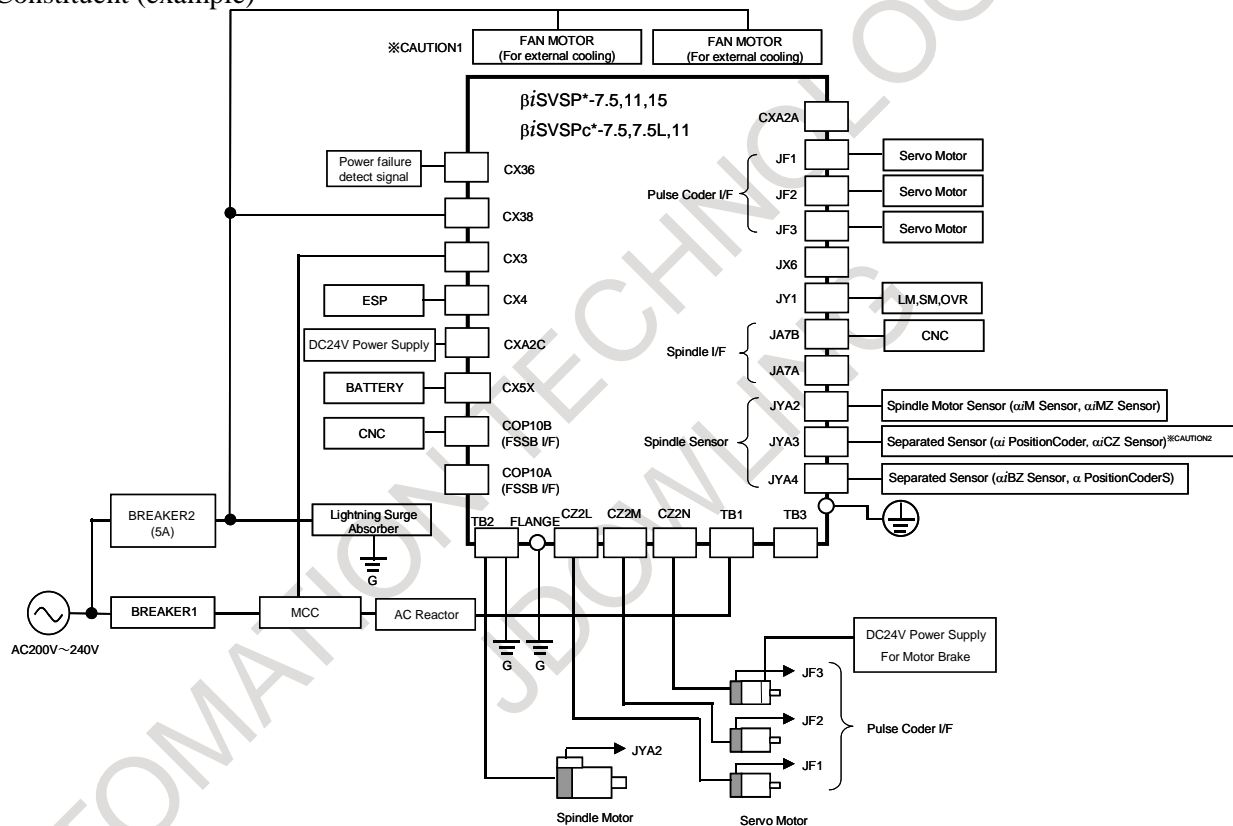 Constituent (example)
FAN MOTOR
(For external cooling)
FAN MOTOR
(For external cooling)
※CAUTION1
βiSVSP*-7.5,11,15
βiSVSPc*-7.5,7.5L,11
Power failure
detect signal
CX36
CX38
CX3
ESP
CX4
DC24V Power Supply
CXA2C
BATTERY
CX5X
CNC
COP10B
(FSSB I/F)
COP10A
(FSSB I/F)
CXA2A
Pulse Coder I/F
JF1
Servo Motor
JF2
Servo Motor
JF3
Servo Motor
JX6
JY1
LM,SM,OVR
Spindle I/F
JA7B
CNC
JA7A
Spindle Sensor
JYA2
Spindle Motor Sensor (αiM Sensor, αiMZ Sensor)
JYA3
Separated Sensor (αi PositionCoder, αiCZ Sensor)※CAUTION2
JYA4
Separated Sensor (αiBZ Sensor, α PositionCoderS)
TB2
FLANGE
CZ2L
CZ2M
CZ2N
TB1
TB3
BREAKER2
(5A)
Lightning Surge
Absorber
G
BREAKER1
MCC
AC Reactor
AC200V～240V
G
G
DC24V Power Supply
For Motor Brake
JF3
JF2
JF1
Pulse Coder I/F
JYA2
Spindle Motor
Servo Motor
AUTOMATION TECHNOLOG
JDOWLING